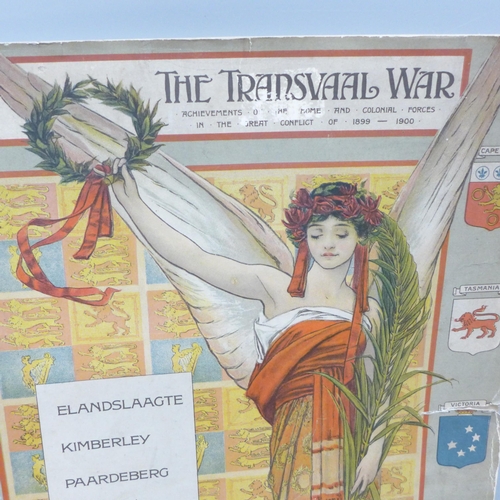 THE TRANSVAAL WAR
ACHIEVEMENTS · OF · THE · HOME · AND · COLONIAL · FORCES ·
· IN · THE · GREAT · CONFLICT · OF · 1899 — 1900 ·
CAPE
TASMANIA
VICTORIA
ELANDSLAAGTE
KIMBERLEY
PAARDEBERG